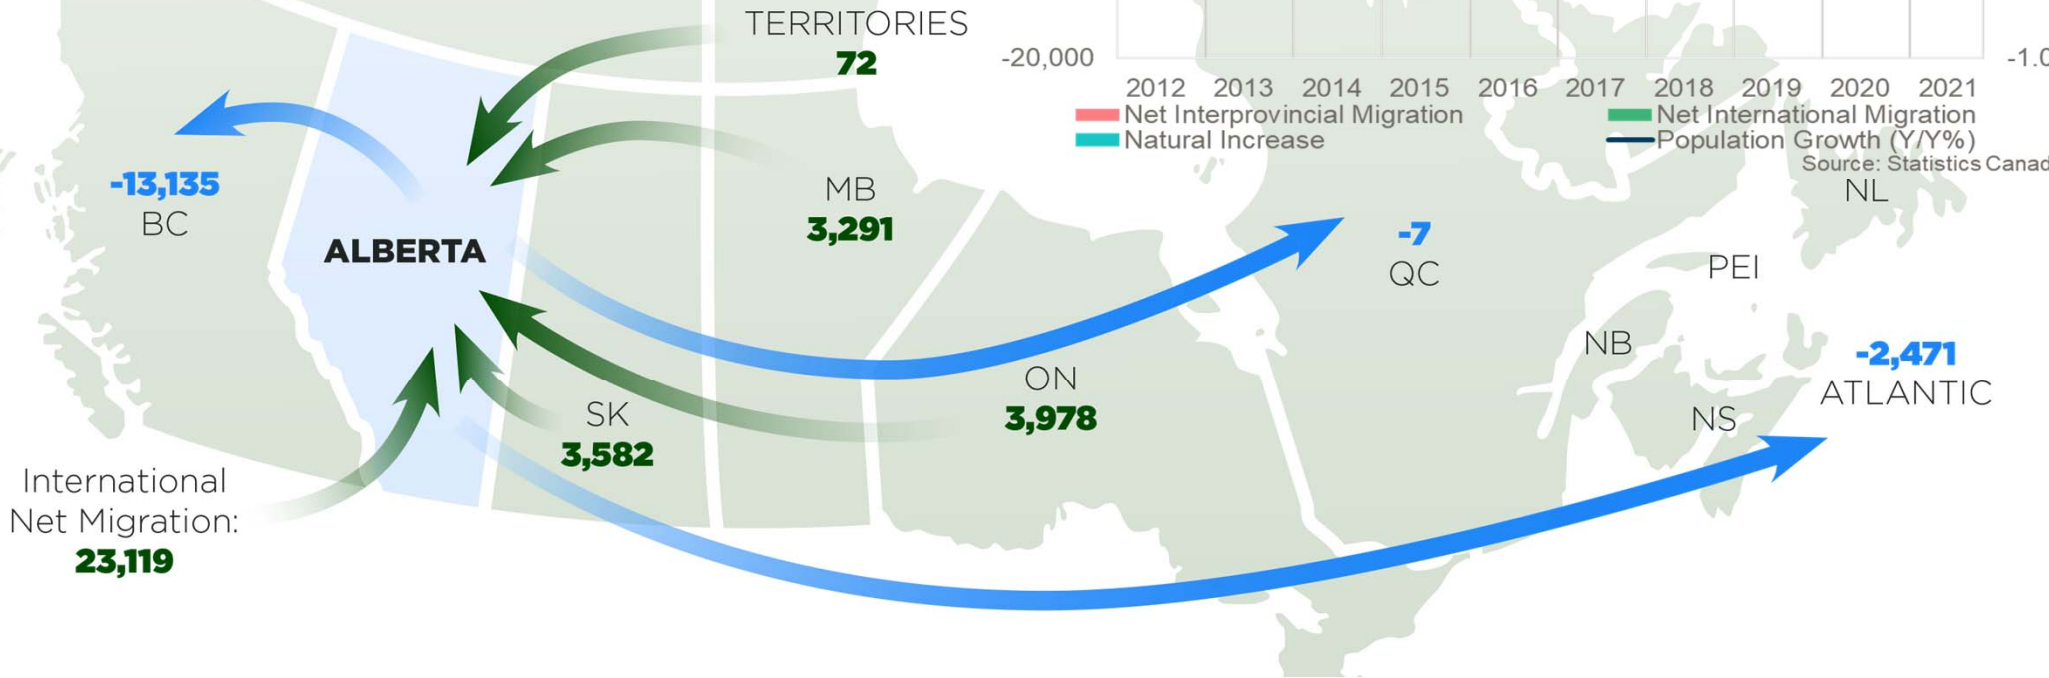 TERRITORIES
72
-20,000
-1.0
2012 2013 2014 2015 2016 2017 2018 2019 2020 2021
Net Interprovincial Migration
Net International Migration
Natural Increase
Population Growth (Y/Y%)
Source: Statistics Canad
-13,135
BC
ALBERTA
MB
3,291
-7
QC
NL
PEI
NB
-2,471
ATLANTIC
NS
ON
3,978
SK
3,582
International
Net Migration:
23,119